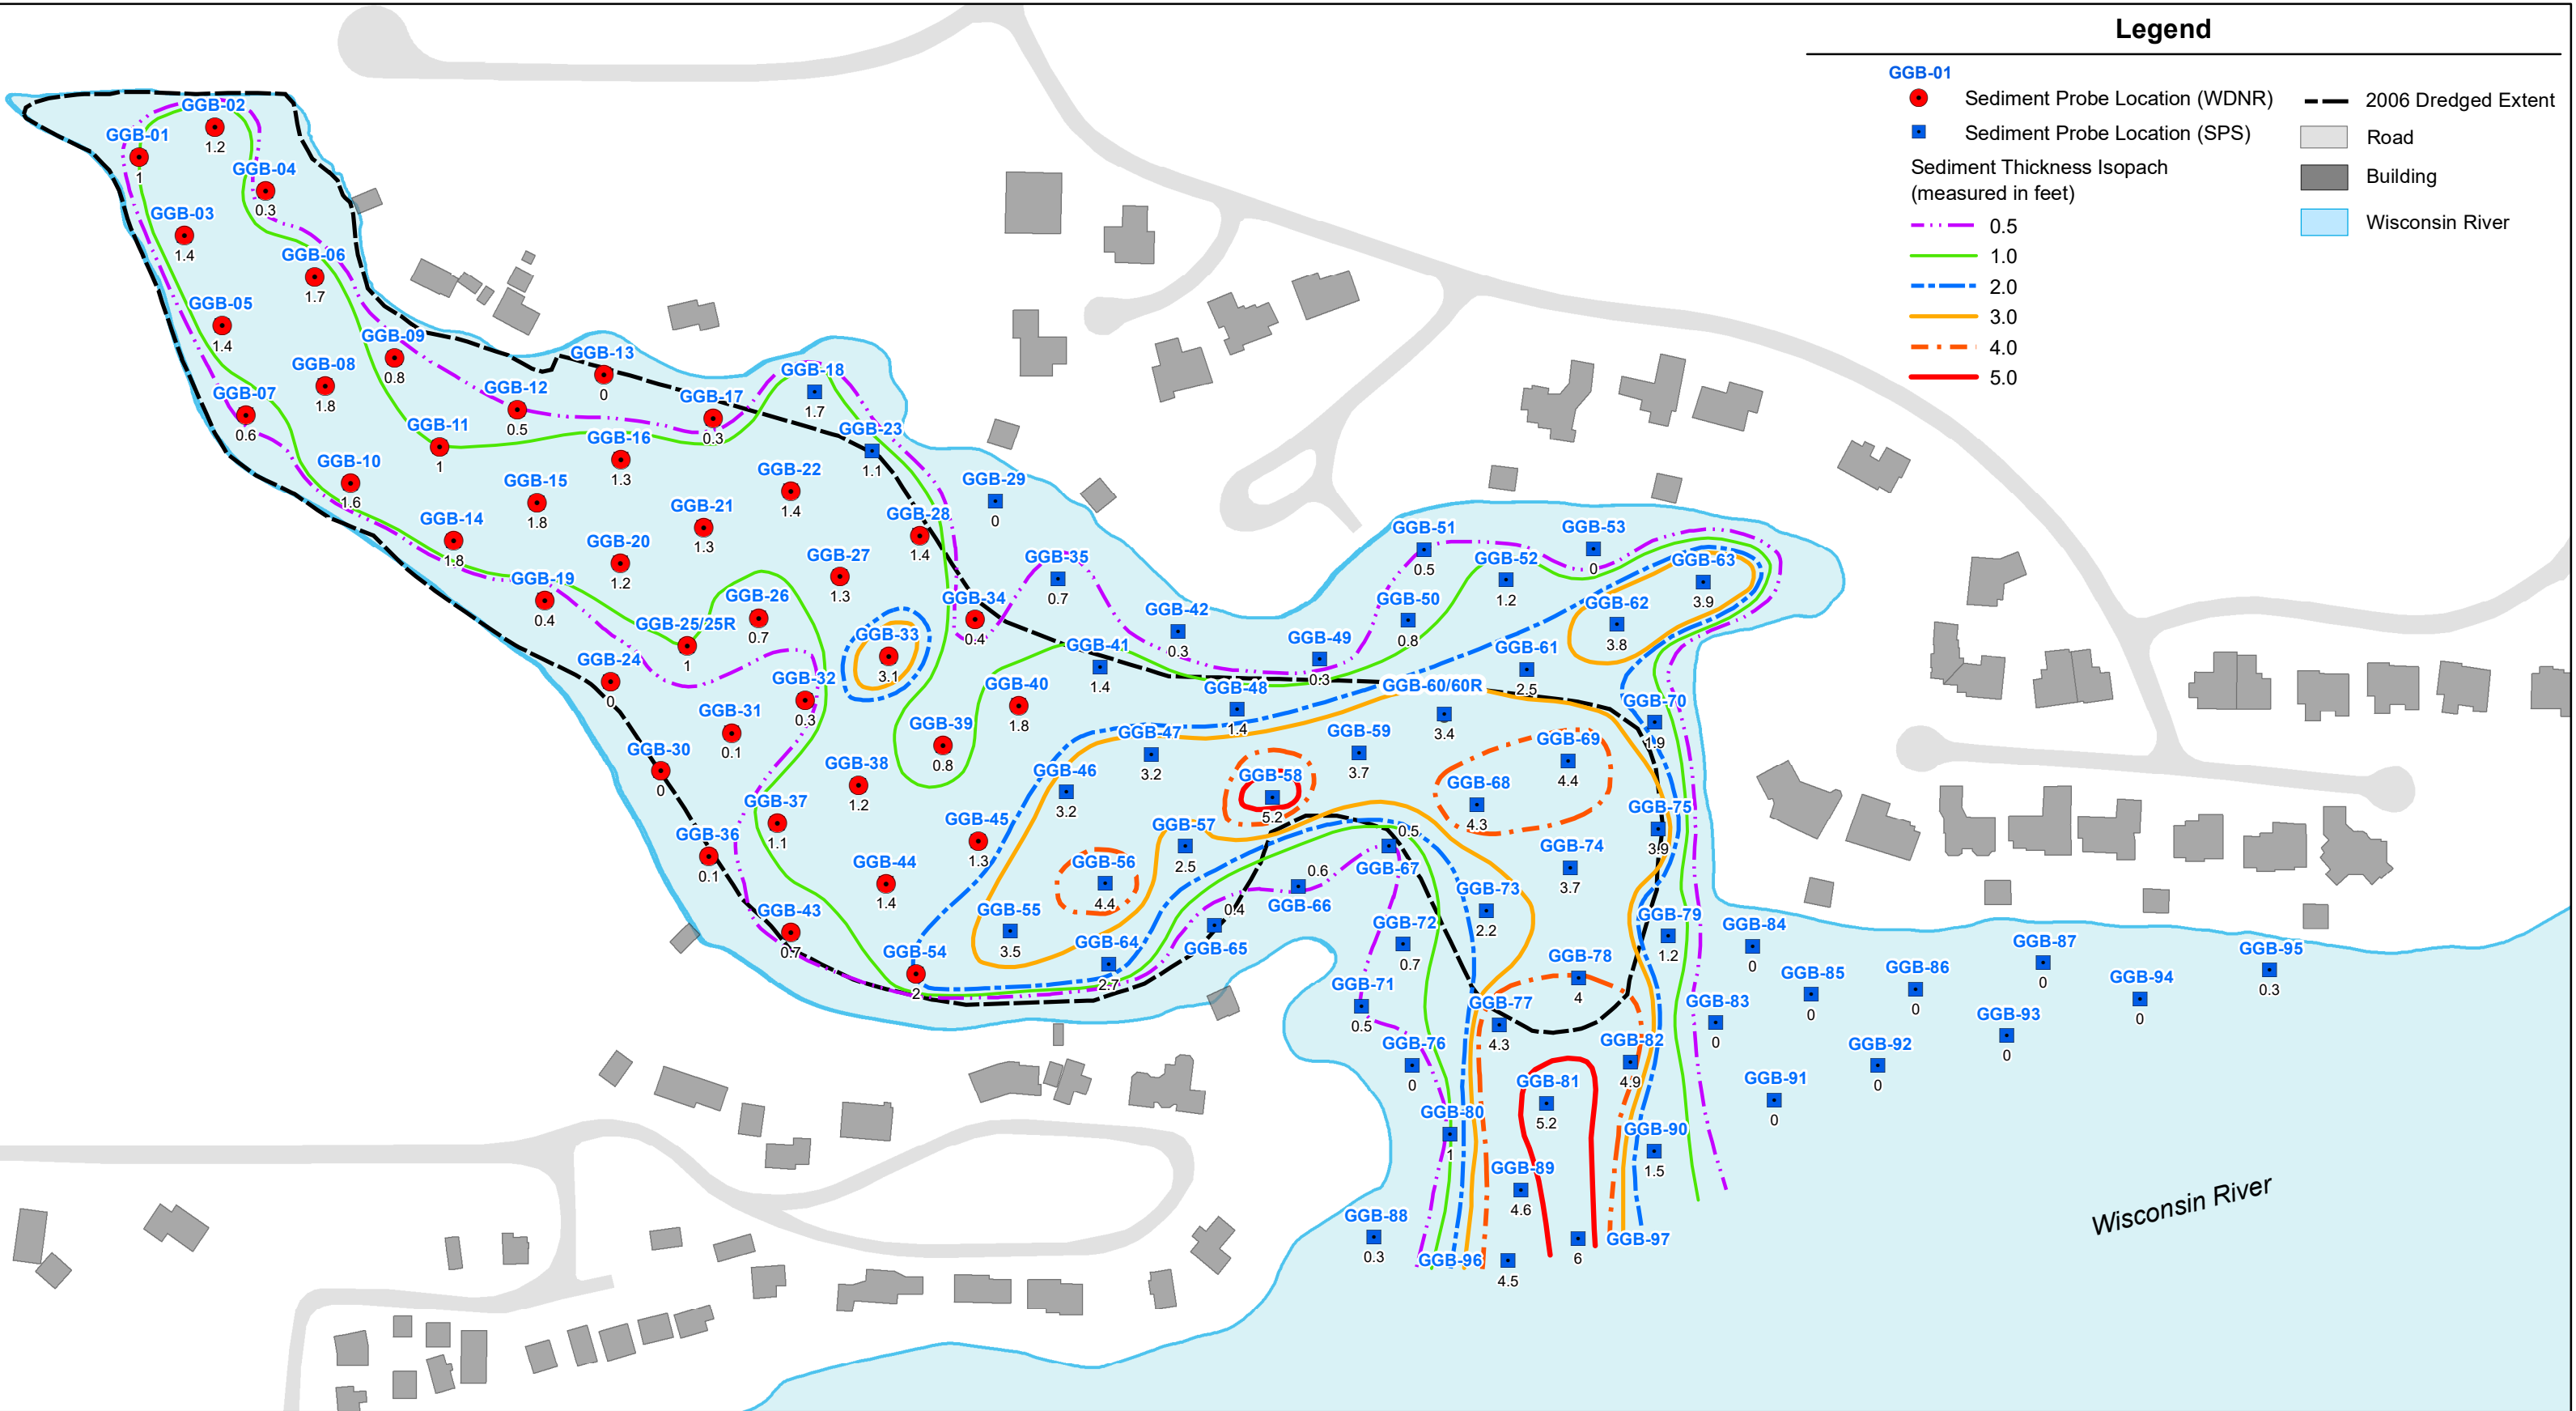 Legend
GGB-01
Sediment Probe Location (WDNR)
Sediment Probe Location (SPS)
Sediment Thickness Isopach
(measured in feet)
0.5
1.0
2.0
3.0
4.0
5.0
2006 Dredged Extent
Road
Building
Wisconsin River
GGB-01
1
GGB-02
1.2
GGB-03
1.4
GGB-04
0.3
GGB-05
1.4
GGB-06
1.7
GGB-07
0.6
GGB-08
1.8
GGB-09
0.8
GGB-10
1.6
GGB-11
1
GGB-12
0.5
GGB-13
0
GGB-14
1.8
GGB-15
1.8
GGB-16
1.3
GGB-17
0.3
GGB-18
1.7
GGB-19
0.4
GGB-20
1.2
GGB-21
1.3
GGB-22
1.4
GGB-23
1.1
GGB-24
0
GGB-25/25R
1
GGB-26
0.7
GGB-27
1.3
GGB-28
1.4
GGB-29
0
GGB-30
0
GGB-31
0.1
GGB-32
0.3
GGB-33
3.1
GGB-34
0.4
GGB-35
0.7
GGB-36
0.1
GGB-37
1.1
GGB-38
1.2
GGB-39
0.8
GGB-40
1.8
GGB-41
1.4
GGB-42
0.3
GGB-43
0.7
GGB-44
1.4
GGB-45
1.3
GGB-46
3.2
GGB-47
3.2
GGB-48
1.4
GGB-49
0.3
GGB-50
0.8
GGB-51
0.5
GGB-52
1.2
GGB-53
0
GGB-54
2
GGB-55
3.5
GGB-56
4.4
GGB-57
2.5
GGB-58
5.2
GGB-59
3.7
GGB-60/60R
3.4
GGB-61
2.5
GGB-62
3.8
GGB-63
3.9
GGB-64
2.7
0.4
GGB-65
0.6
GGB-66
0.5
GGB-67
GGB-68
4.3
GGB-69
4.4
GGB-70
1.9
GGB-71
0.5
GGB-72
0.7
GGB-73
2.2
GGB-74
3.7
GGB-75
3.9
GGB-76
0
GGB-77
4.3
GGB-78
4
GGB-79
1.2
GGB-80
1
GGB-81
5.2
GGB-82
4.9
GGB-83
0
GGB-84
0
GGB-85
0
GGB-86
0
GGB-87
0
GGB-88
0.3
GGB-89
4.6
GGB-90
1.5
GGB-91
0
GGB-92
0
GGB-93
0
GGB-94
0
GGB-95
0.3
GGB-96
4.5
GGB-97
6
Wisconsin River